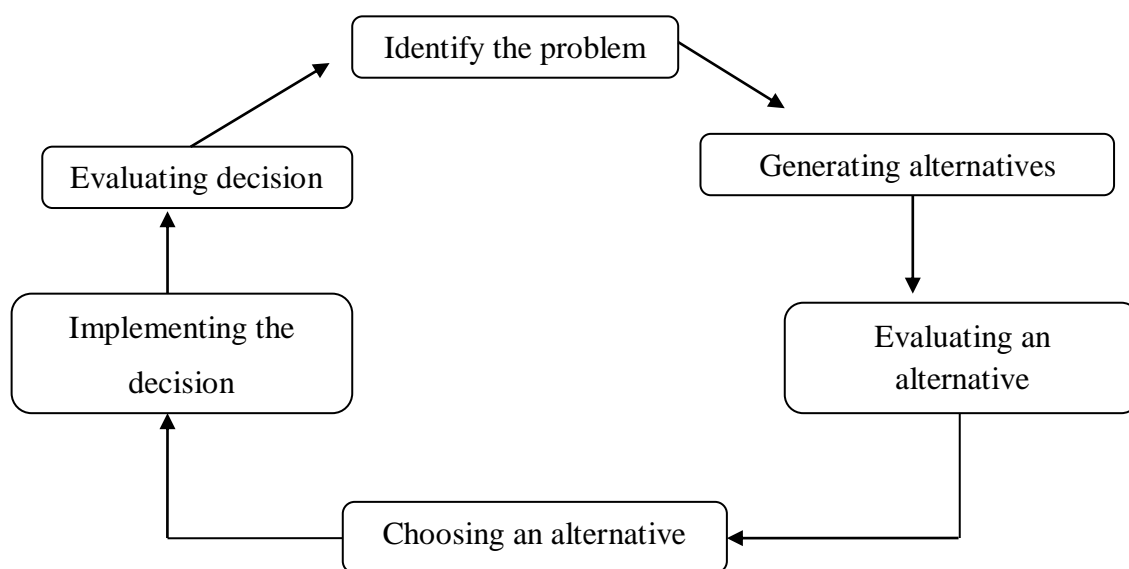 Identify the problem
Generating alternatives
Evaluating an
alternative
Choosing an alternative
Implementing the
decision
Evaluating decision